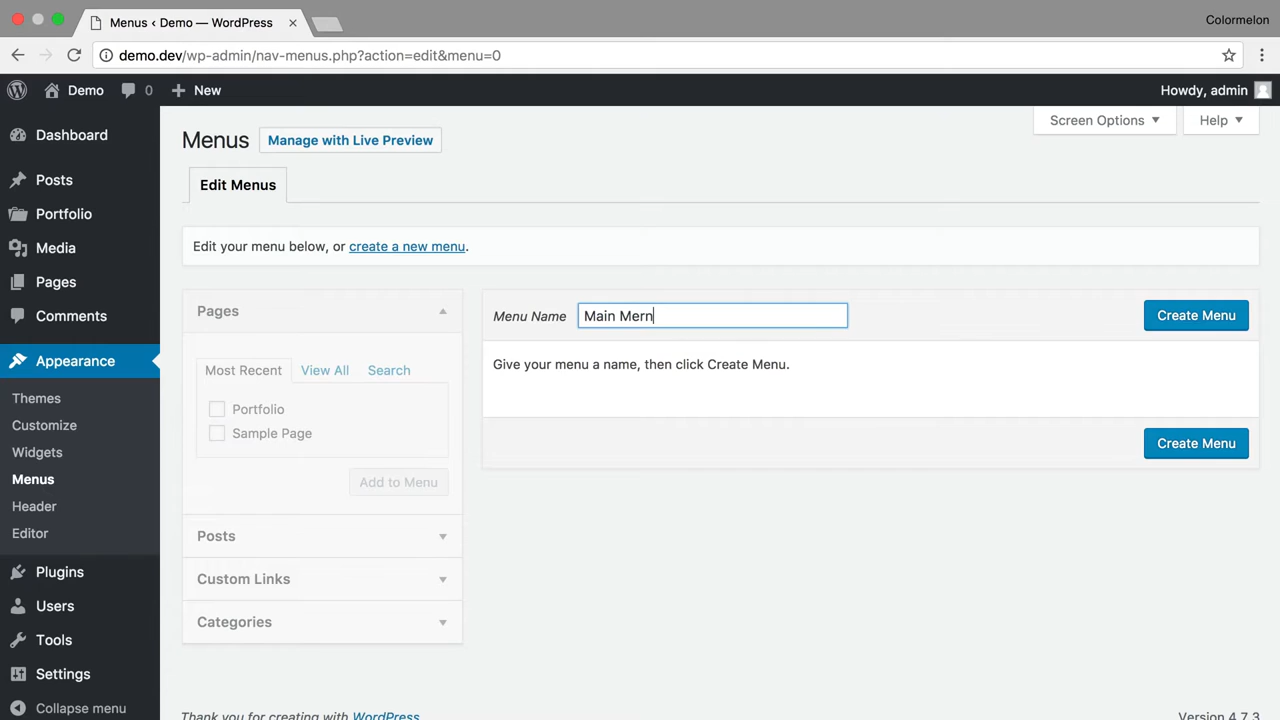 Menus ‹ Demo — WordPress
Colormelon
demo.dev/wp-admin/nav-menus.php?action=edit&menu=0
Demo 0 New Howdy, admin
Screen Options Help
Menus Manage with Live Preview
Edit Menus
Edit your menu below, or create a new menu.
Dashboard
Posts
Portfolio
Media
Pages
Comments
Appearance
Themes
Customize
Widgets
Menus
Header
Editor
Plugins
Users
Tools
Settings
Collapse menu
Pages
Most Recent View All Search
Portfolio
Sample Page
Add to Menu
Posts
Custom Links
Categories
Menu Name Main Mern Create Menu
Give your menu a name, then click Create Menu.
Create Menu
Thank you for creating with WordPress Version 4.7.3